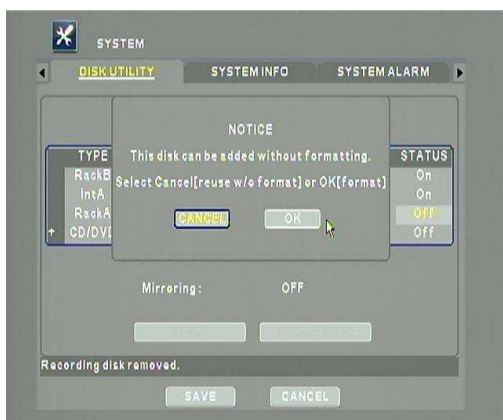 SYSTEM
DISK UTILITY SYSTEM INFO SYSTEM ALARM
NOTICE
This disk can be added without formatting.
Select Cancel[reuse w/o format] or OK[format]
CANCEL OK
TYPE STATUS
RackB On
IntA On
RackA Off
CD/DVD Off
Mirroring: OFF
Recording disk removed.
SAVE CANCEL